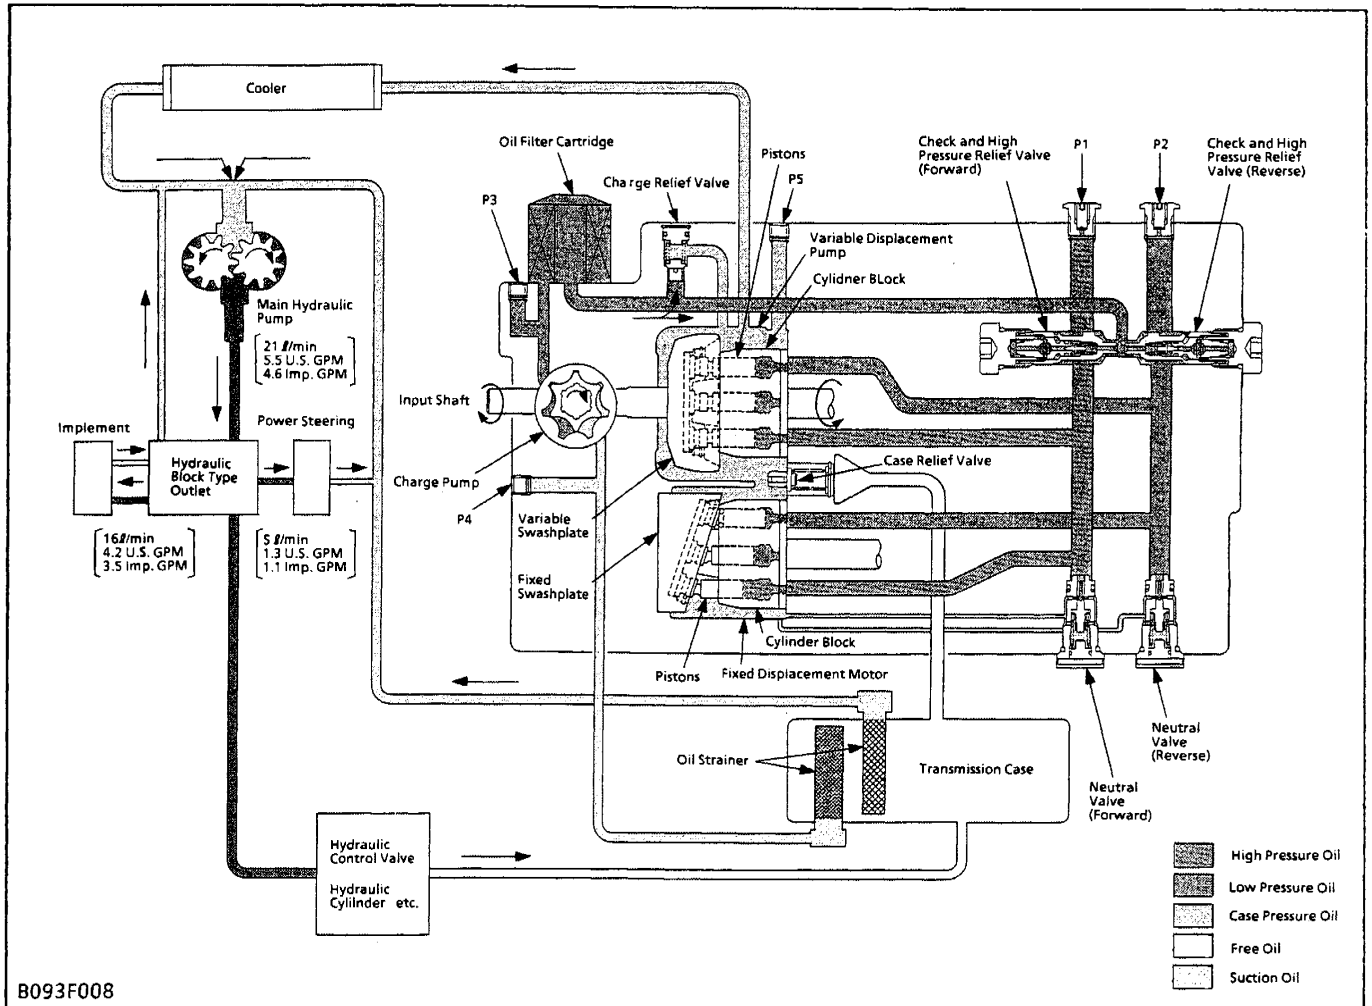 Cooler
Oil Filter Cartridge
Charge Relief Valve
Pistons
P5
Check and High
Pressure Relief Valve
(Forward)
P1
P2
Check and High
Pressure Relief
Valve (Reverse)
P3
Variable Displacement
Pump
Cylidner BLock
Main Hydraulic
Pump
21 ℓ/min
5.5 U.S. GPM
4.6 Imp. GPM
Input Shaft
Implement
Power Steering
Hydraulic
Block Type
Outlet
Charge Pump
Case Relief Valve
P4
Variable
Swashplate
16ℓ/min
4.2 U.S. GPM
3.5 Imp. GPM
5ℓ/min
1.3 U.S. GPM
1.1 Imp. GPM
Fixed
Swashplate
Cylinder Block
Pistons
Fixed Displacement Motor
Oil Strainer
Transmission Case
Neutral
Valve
(Reverse)
Neutral
Valve
(Forward)
Hydraulic
Control Valve
Hydraulic
Cylilnder etc.
High Pressure Oil
Low Pressure Oil
Case Pressure Oil
Free Oil
Suction Oil
B093F008